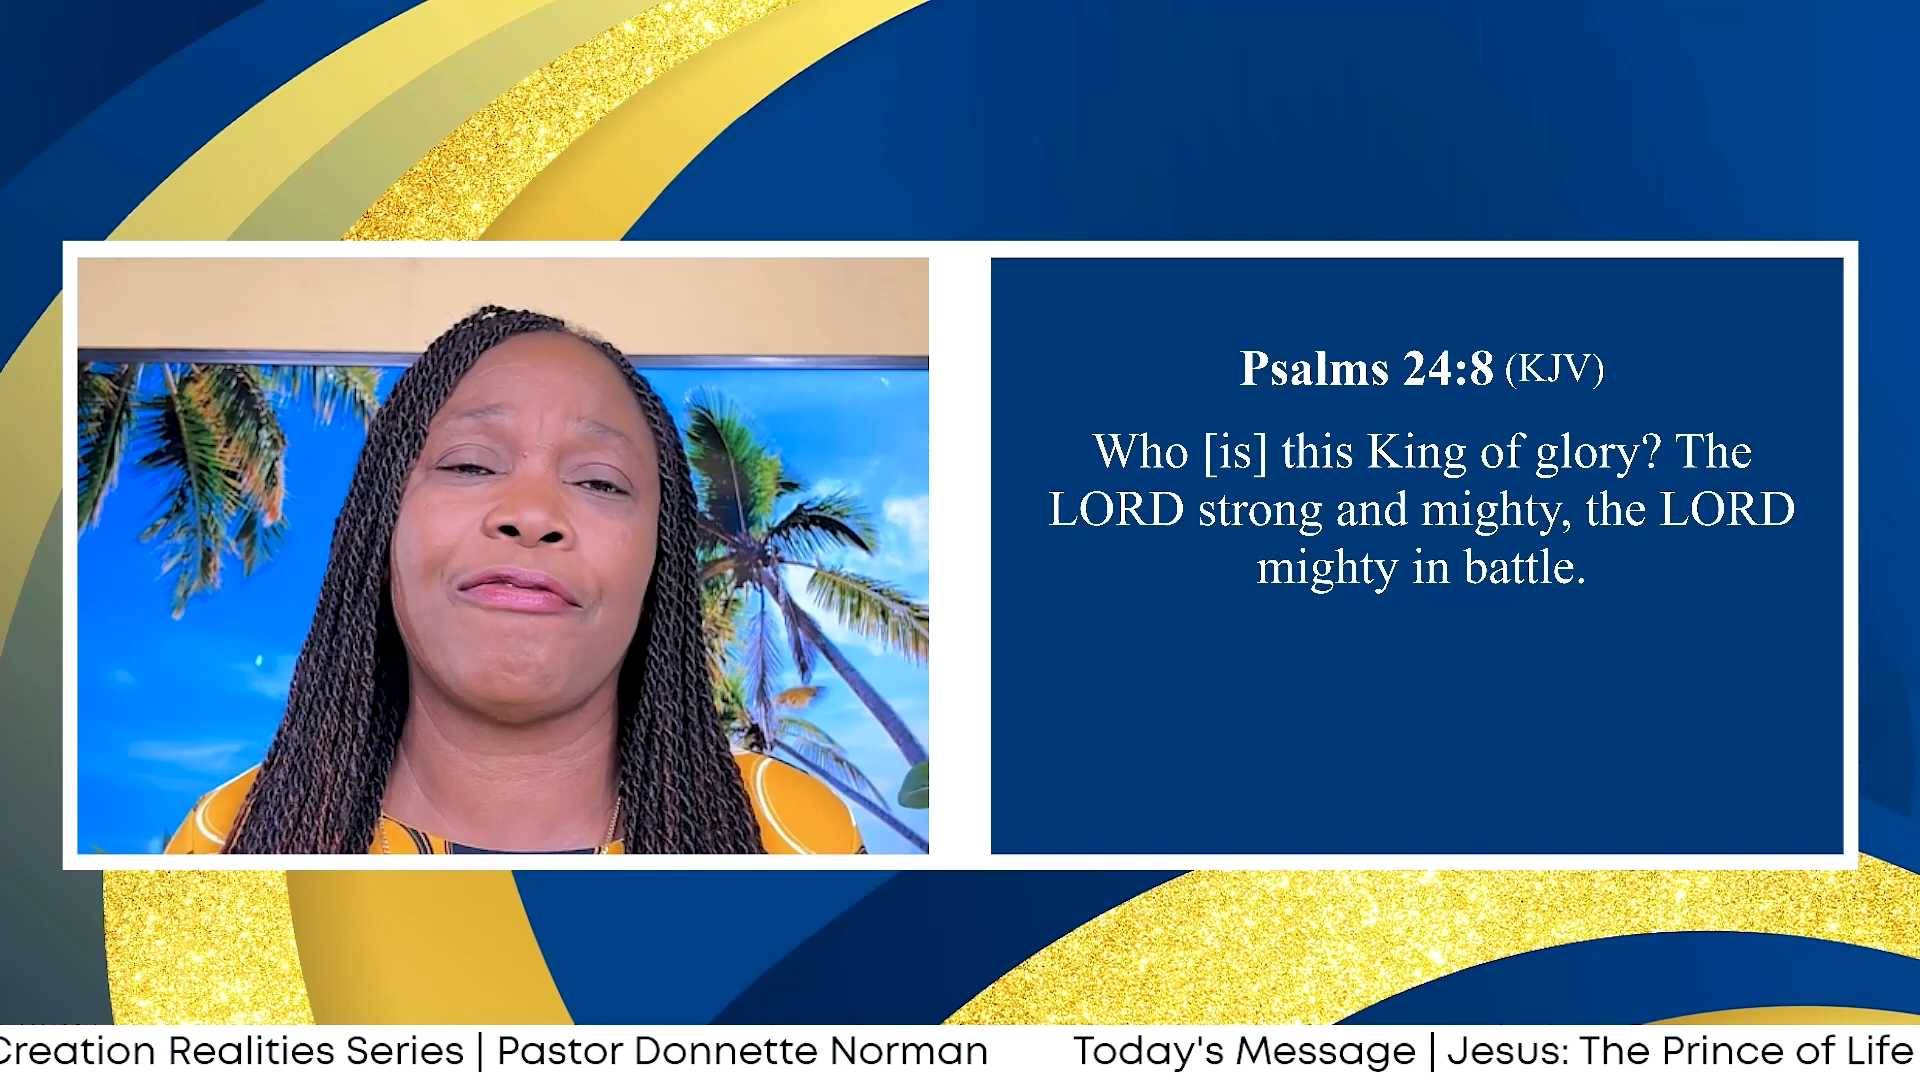 Psalms 24:8 (KJV)
Who [is] this King of glory? The
LORD strong and mighty, the LORD
mighty in battle.
Creation Realities Series | Pastor Donnette Norman
Today's Message | Jesus: The Prince of Life